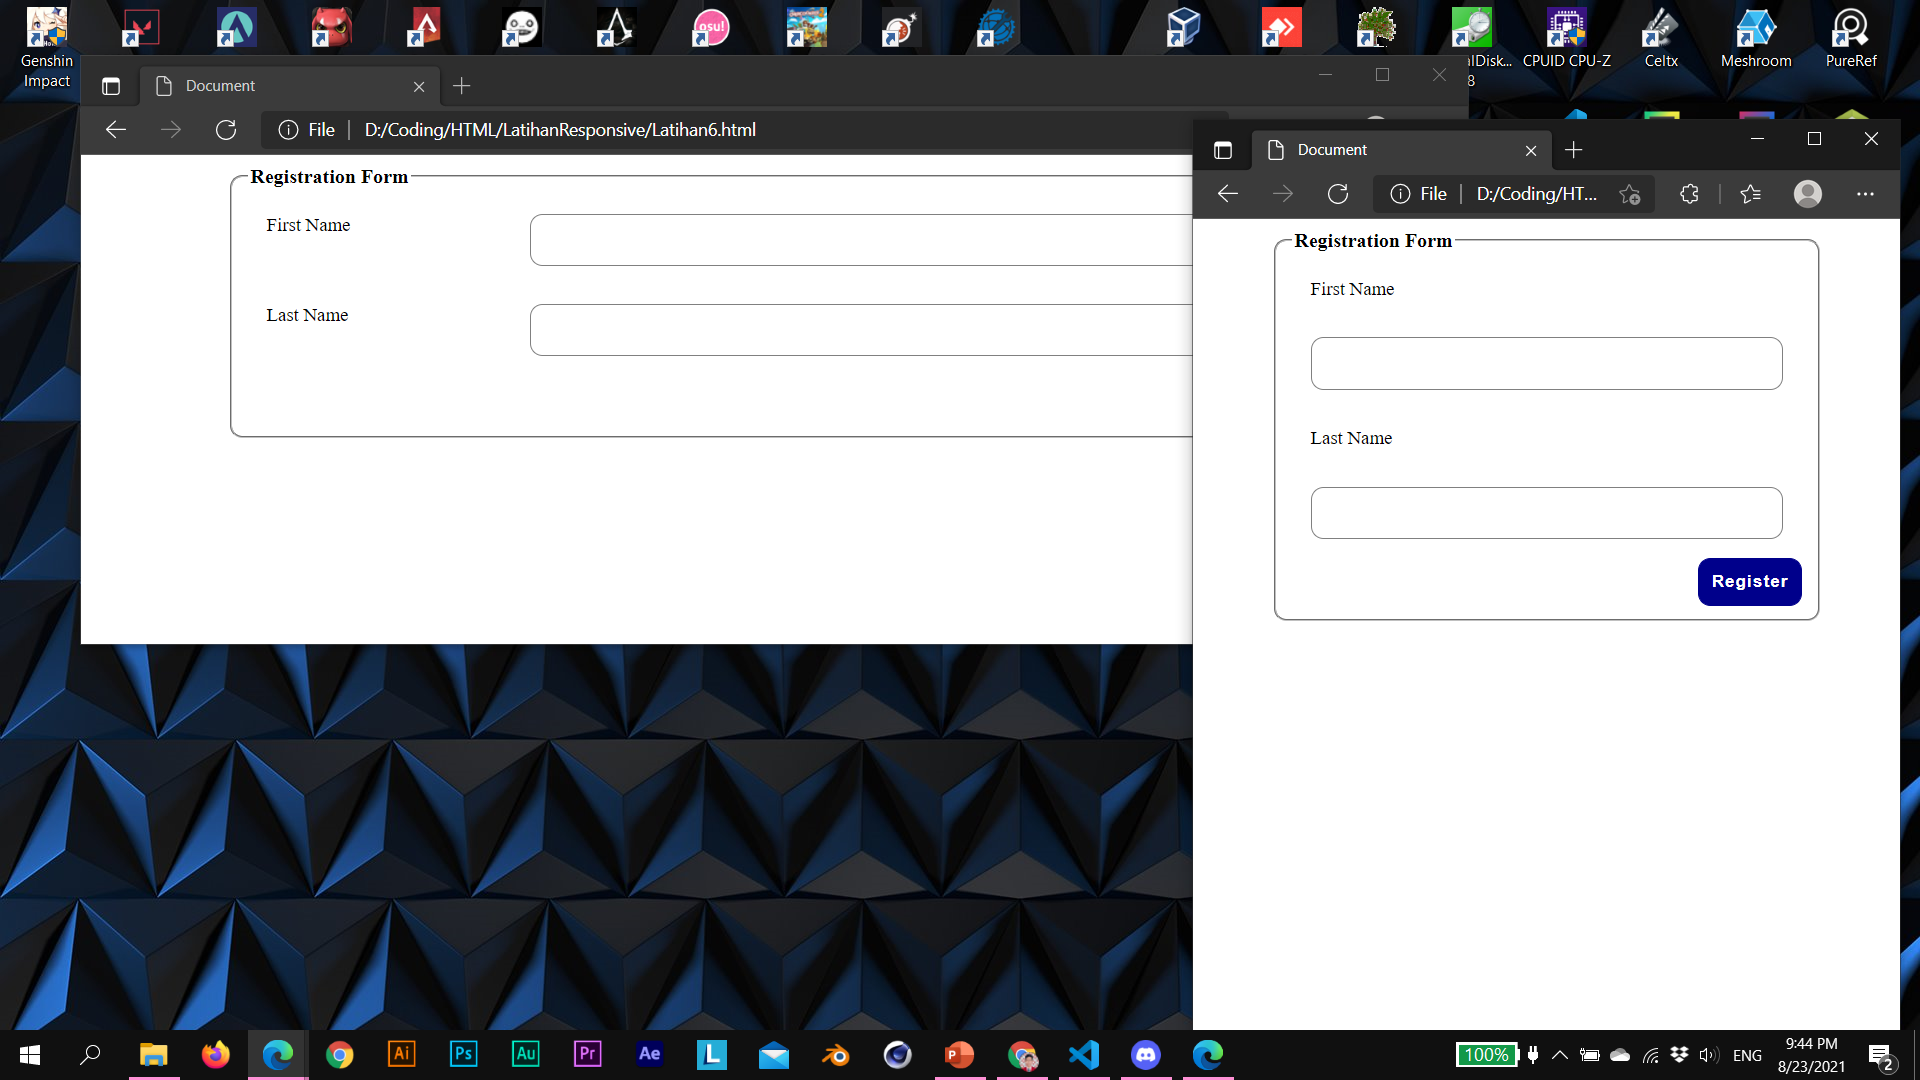 Genshin
Impact
osu!
alDisk...
8
CPUID CPU-Z
Celtx
Meshroom
PureRef
Document
File
D:/Coding/HTML/LatihanResponsive/Latihan6.html
Registration Form
First Name
Last Name
Document
File
D:/Coding/HT...
Registration Form
First Name
Last Name
Register
Ai
Ps
Au
Pr
Ae
L
P
100%
ENG
9:44 PM
8/23/2021
2